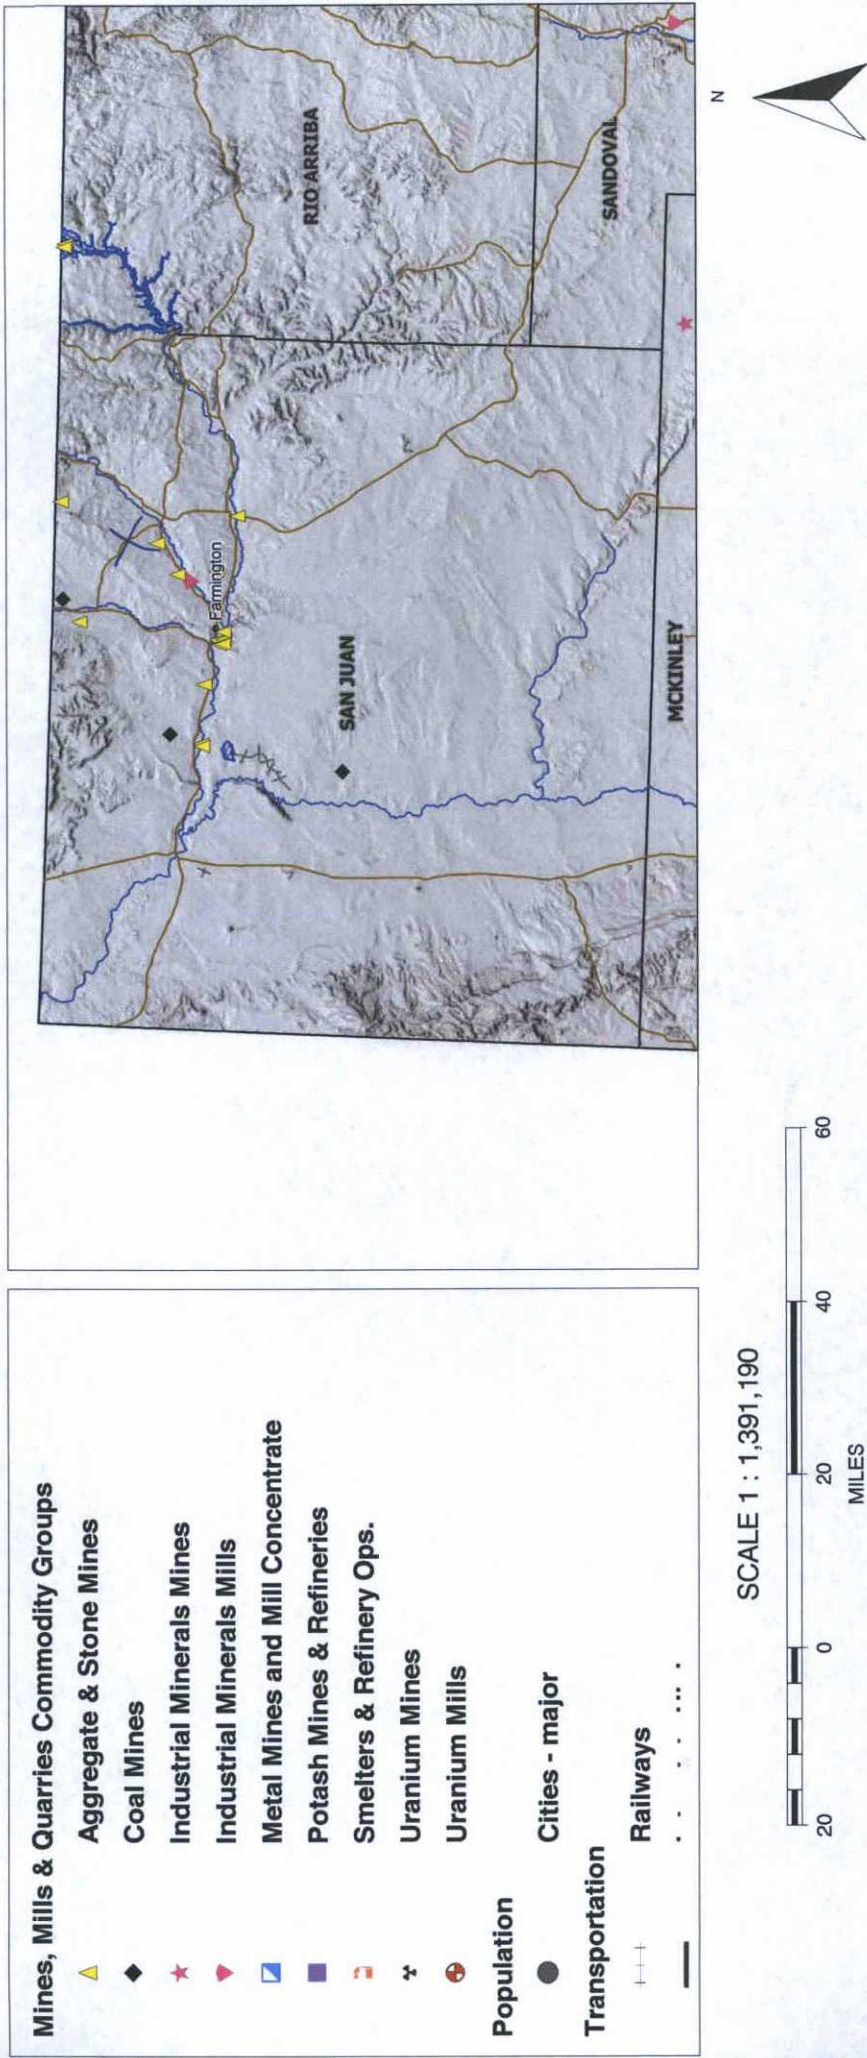 Mines, Mills & Quarries Commodity Groups
Aggregate & Stone Mines
Coal Mines
Industrial Minerals Mines
Industrial Minerals Mills
Metal Mines and Mill Concentrate
Potash Mines & Refineries
Smelters & Refinery Ops.
Uranium Mines
Uranium Mills
Population
Cities - major
Transportation
Railways
Farmington
RIO ARRIBA
SAN JUAN
SANDOVAL
MCKINLEY
N
SCALE 1 : 1,391,190
20 0 20 40 60
MILES